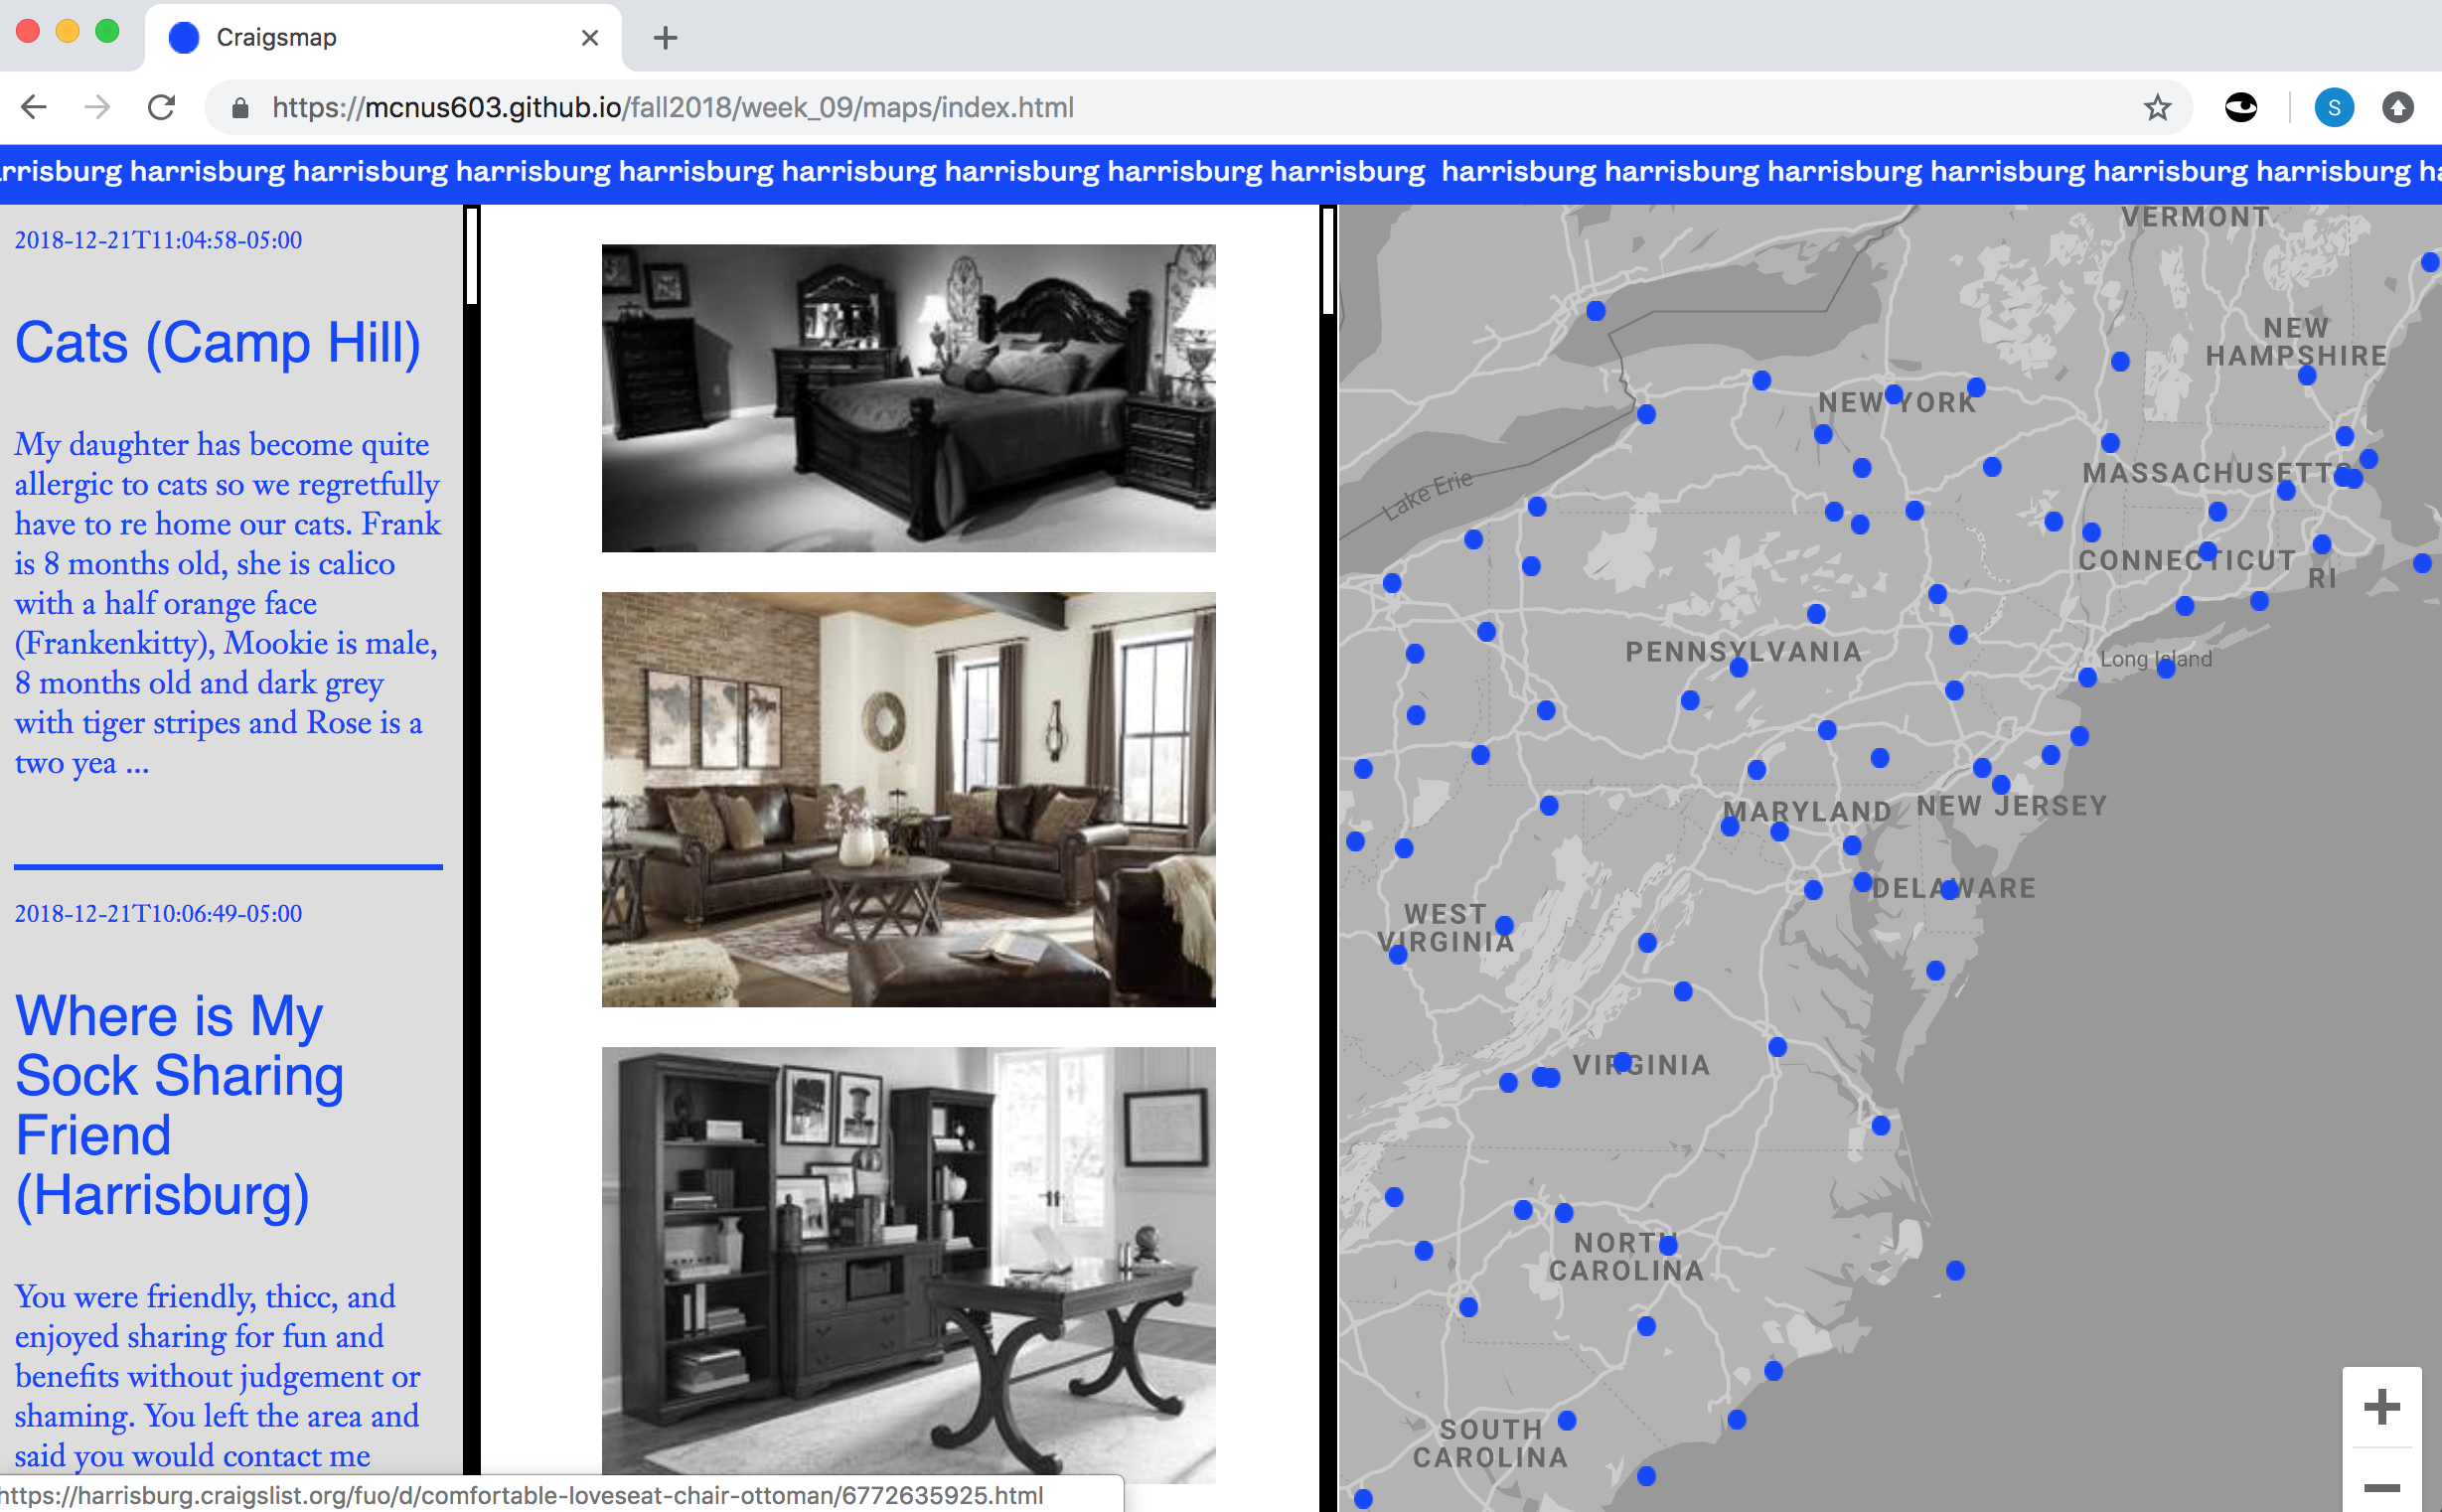 Craigsmap
https://mcnus603.github.io/fall2018/week_09/maps/index.html
S
rrisburg harrisburg harrisburg harrisburg harrisburg harrisburg harrisburg harrisburg harrisburg harrisburg harrisburg harrisburg harrisburg harrisburg harrisburg ha
2018-12-21T11:04:58-05:00
Cats (Camp Hill)
My daughter has become quite
allergic to cats so we regretfully
have to re home our cats. Frank
is 8 months old, she is calico
with a half orange face
(Frankenkitty), Mookie is male,
8 months old and dark grey
with tiger stripes and Rose is a
two yea ...
2018-12-21T10:06:49-05:00
Where is My
Sock Sharing
Friend
(Harrisburg)
You were friendly, thicc, and
enjoyed sharing for fun and
benefits without judgement or
shaming. You left the area and
said you would contact me
https://harrisburg.craigslist.org/fuo/d/comfortable-loveseat-chair-ottoman/6772635925.html
VERMONT
NEW
HAMPSHIRE
NEW YORK
MASSACHUSETTS
Lake Erie
CONNECTICUT
RI
PENNSYLVANIA
Long Island
MARYLAND
NEW JERSEY
DELAWARE
WEST
VIRGINIA
VIRGINIA
NORTH
CAROLINA
SOUTH
CAROLINA
+
−